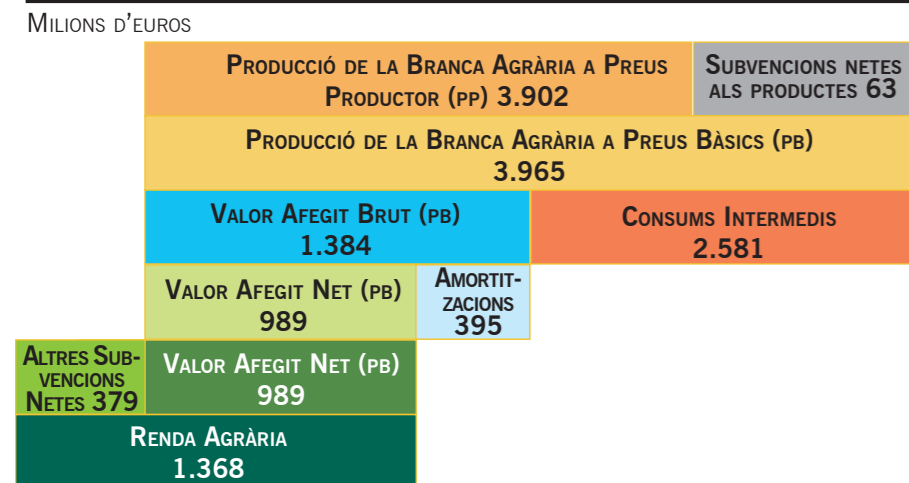 Milions d'euros
Producció de la Branca Agrària a Preus
Productor (pp) 3.902
Subvencions netes
als productes 63
Producció de la Branca Agrària a Preus Bàsics (pb)
3.965
Valor Afegit Brut (pb)
1.384
Consums Intermedis
2.581
Valor Afegit Net (pb)
989
Amortit-
zacions
395
Altres Sub-
vencions
Netes 379
Valor Afegit Net (pb)
989
Renda Agrària
1.368